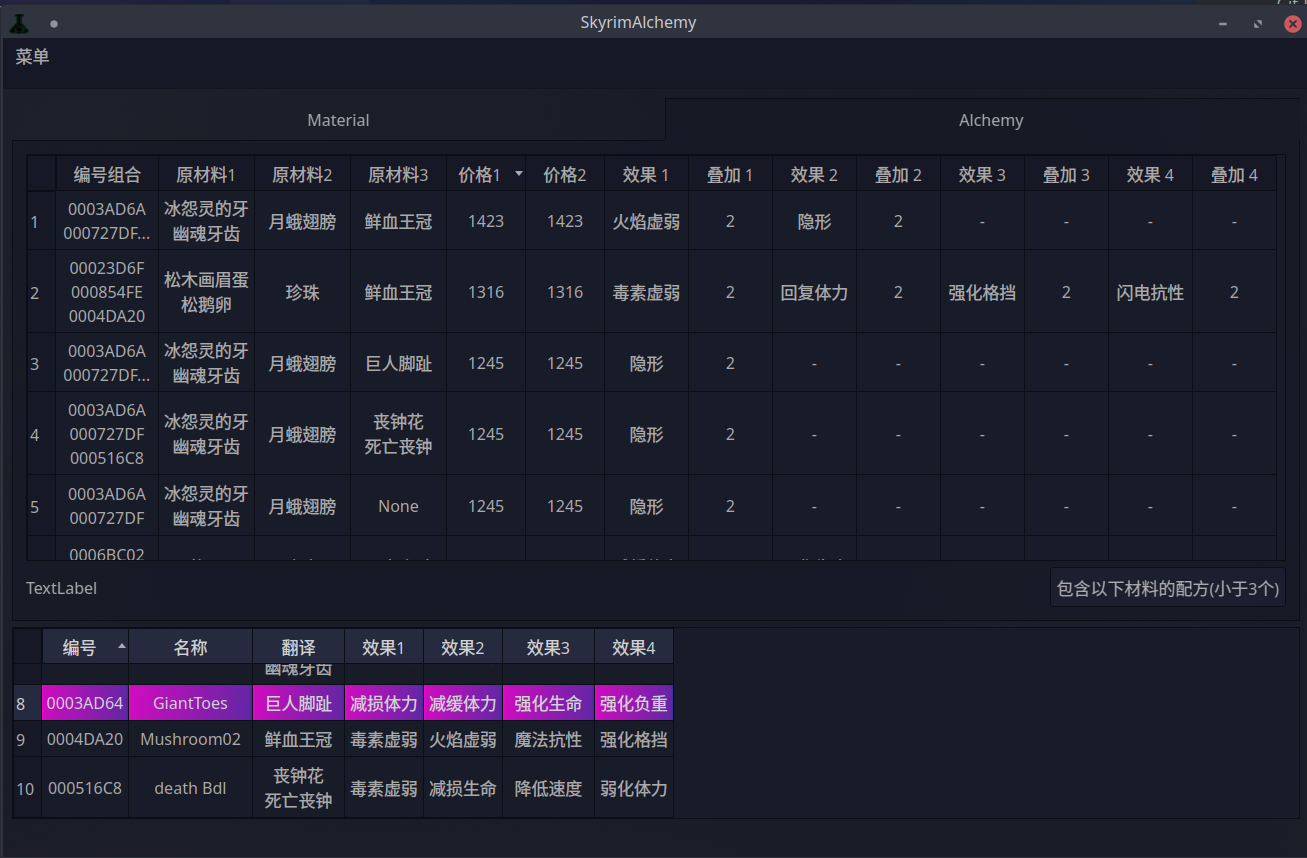 SkyrimAlchemy
菜单
Material Alchemy
编号组合 原材料1 原材料2 原材料3 价格1 价格2 效果 1 叠加 1 效果 2 叠加 2 效果 3 叠加 3 效果 4 叠加 4
1 0003AD6A 000727DF... 冰怨灵的牙 幽魂牙齿 月蛾翅膀 鲜血王冠 1423 1423 火焰虚弱 2 隐形 2 - - - -
2 00023D6F 000854FE 0004DA20 松木画眉蛋 松鹅卵 珍珠 鲜血王冠 1316 1316 毒素虚弱 2 回复体力 2 强化格挡 2 闪电抗性 2
3 0003AD6A 000727DF... 冰怨灵的牙 幽魂牙齿 月蛾翅膀 巨人脚趾 1245 1245 隐形 2 - - - - - -
4 0003AD6A 000727DF 000516C8 冰怨灵的牙 幽魂牙齿 月蛾翅膀 丧钟花 死亡丧钟 1245 1245 隐形 2 - - - - - -
5 0003AD6A 000727DF 冰怨灵的牙 幽魂牙齿 月蛾翅膀 None 1245 1245 隐形 2 - - - - - -
0006BC02
TextLabel 包含以下材料的配方(小于3个)
编号 名称 翻译 效果1 效果2 效果3 效果4
幽魂牙齿
8 0003AD64 GiantToes 巨人脚趾 减损体力 减缓体力 强化生命 强化负重
9 0004DA20 Mushroom02 鲜血王冠 毒素虚弱 火焰虚弱 魔法抗性 强化格挡
10 000516C8 death Bdl 丧钟花 死亡丧钟 毒素虚弱 减损生命 降低速度 弱化体力